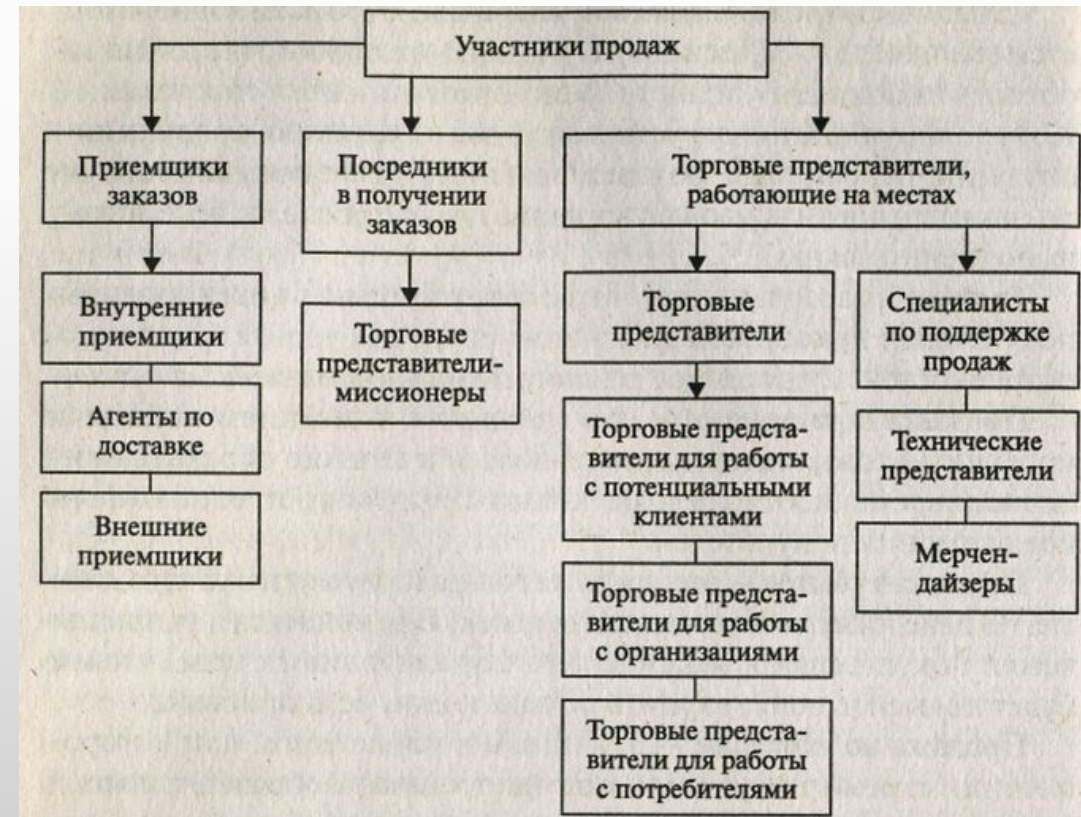 Участники продаж
Приемщики
заказов
Посредники
в получении
заказов
Торговые представители,
работающие на местах
Внутренние
приемщики
Агенты по
доставке
Внешние
приемщики
Торговые
представители-
миссионеры
Торговые
представители
Торговые предста-
вители для работы
с потенциальными
клиентами
Торговые предста-
вители для работы
с организациями
Торговые предста-
вители для работы
с потребителями
Специалисты
по поддержке
продаж
Технические
представители
Мерчен-
дайзеры